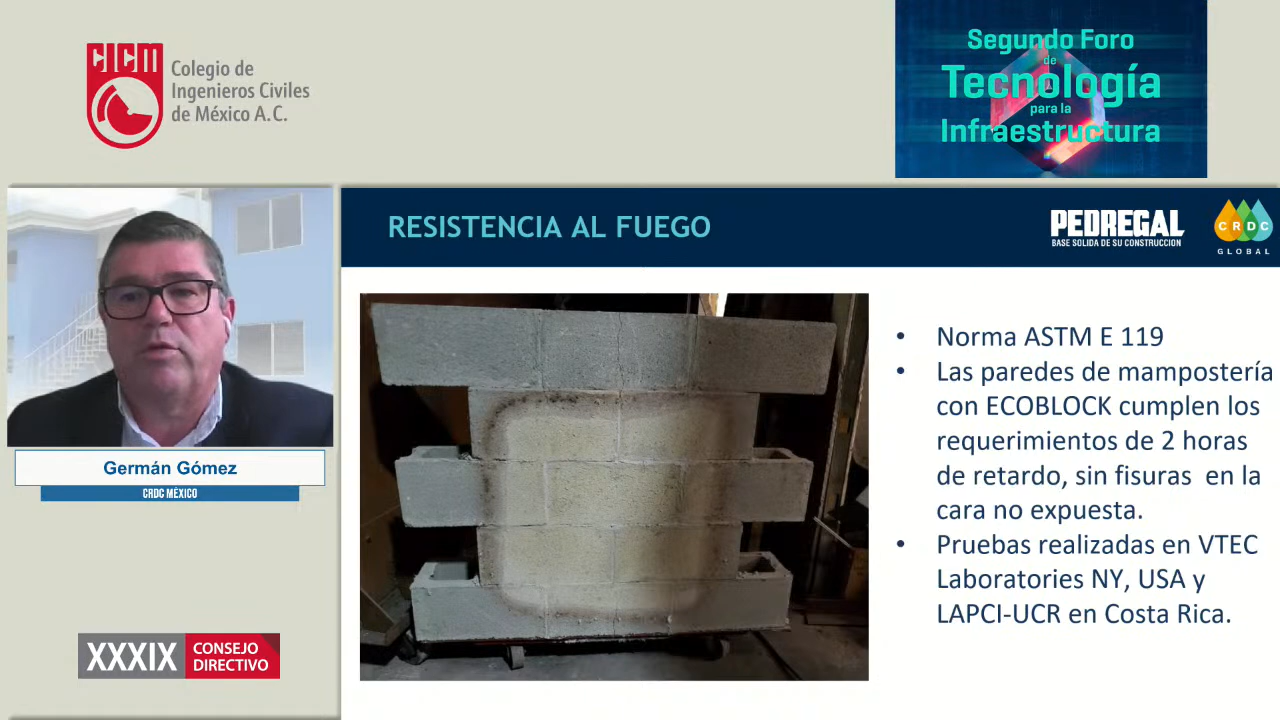 CICM
Colegio de
Ingenieros Civiles
de México A.C.
Segundo Foro
de
Tecnología
para la
Infraestructura
RESISTENCIA AL FUEGO
PEDREGAL
BASE SOLIDA DE SU CONSTRUCCION
CRDC
GLOBAL
Germán Gómez
CRDC MÉXICO
• Norma ASTM E 119
• Las paredes de mampostería
con ECOBLOCK cumplen los
requerimientos de 2 horas
de retardo, sin fisuras en la
cara no expuesta.
• Pruebas realizadas en VTEC
Laboratories NY, USA y
LAPCI-UCR en Costa Rica.
XXXIX CONSEJO
DIRECTIVO